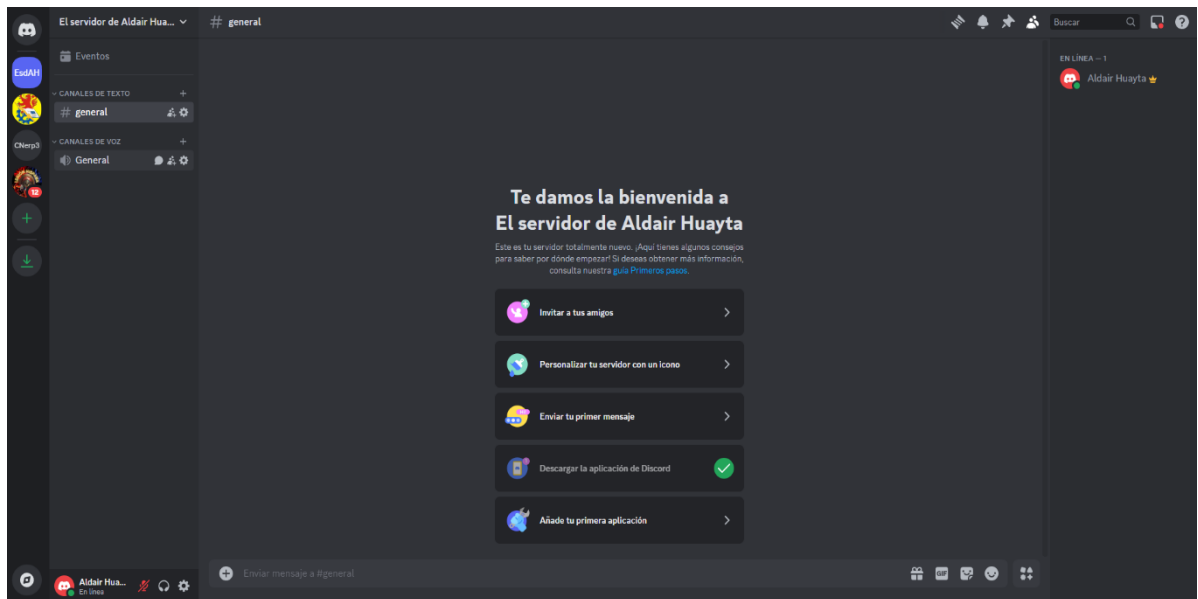 El servidor de Aldair Hua...
# general
Buscar
EsdAH
CNerp3
12
Eventos
CANALES DE TEXTO
# general
CANALES DE VOZ
General
Te damos la bienvenida a
El servidor de Aldair Huayta
Este es tu servidor totalmente nuevo. ¡Aquí tienes algunos consejos
para saber por dónde empezar! Si deseas obtener más información,
consulta nuestra guía Primeros pasos.
Invitar a tus amigos
Personalizar tu servidor con un icono
Enviar tu primer mensaje
Descargar la aplicación de Discord
Añade tu primera aplicación
EN LÍNEA — 1
Aldair Huayta
Aldair Hua...
En línea
Enviar mensaje a #general
GIF